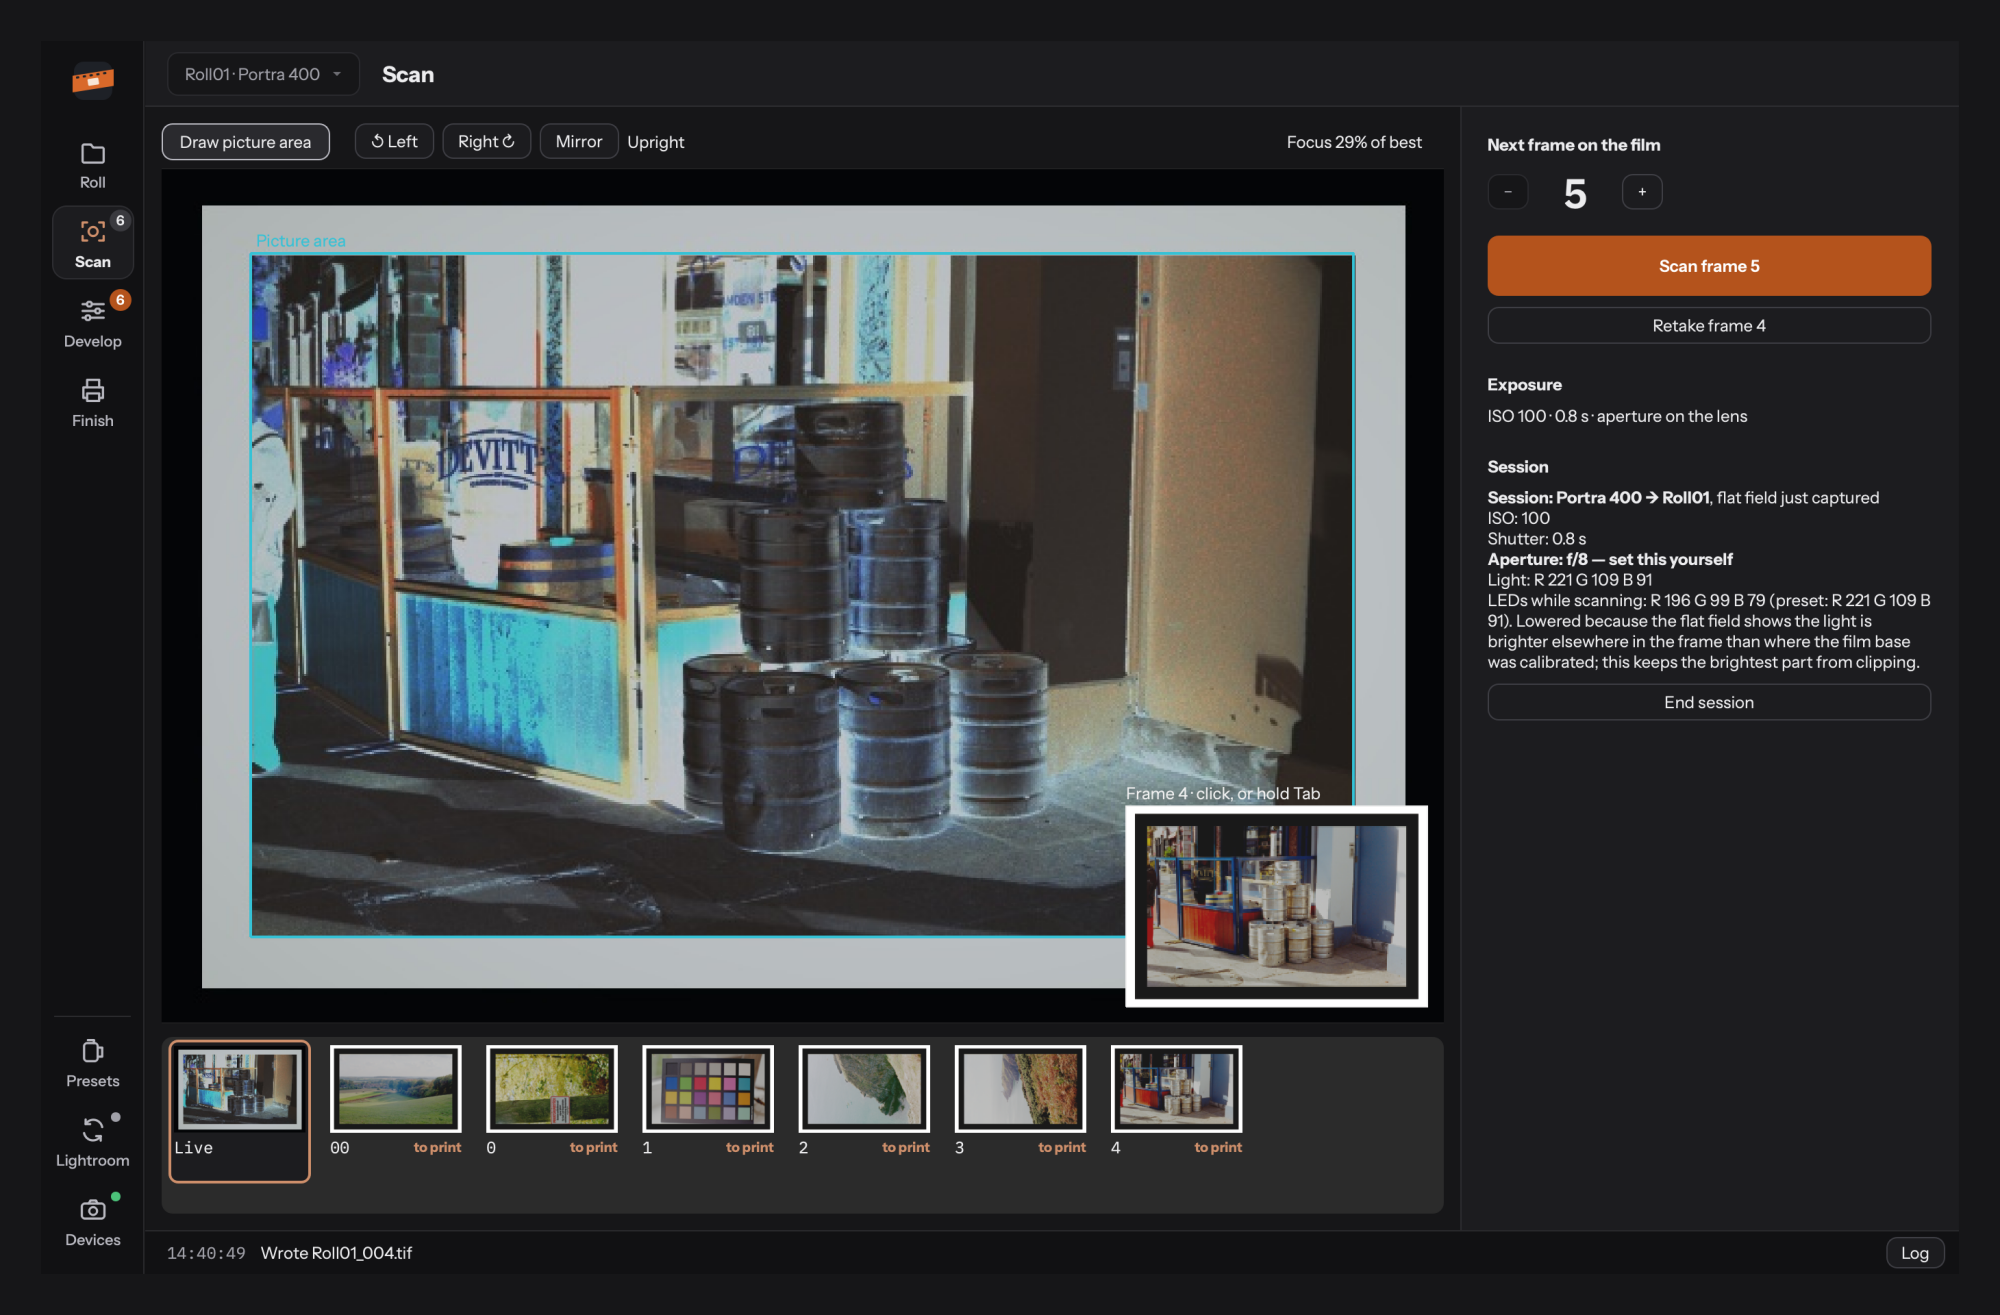 Roll01 · Portra 400
Scan
Roll
6
Scan
6
Develop
Finish
Presets
Lightroom
Devices
Draw picture area
Left
Right
Mirror
Upright
Focus 29% of best
Picture area
CAMDEN ST
DEVITT'S
Frame 4 · click, or hold Tab
Live
00 to print
0 to print
1 to print
2 to print
3 to print
4 to print
Next frame on the film
− 5 +
Scan frame 5
Retake frame 4
Exposure
ISO 100 · 0.8 s · aperture on the lens
Session
Session: Portra 400 → Roll01, flat field just captured
ISO: 100
Shutter: 0.8 s
Aperture: f/8 — set this yourself
Light: R 221 G 109 B 91
LEDs while scanning: R 196 G 99 B 79 (preset: R 221 G 109 B
91). Lowered because the flat field shows the light is
brighter elsewhere in the frame than where the film base
was calibrated; this keeps the brightest part from clipping.
End session
14:40:49 Wrote Roll01_004.tif
Log